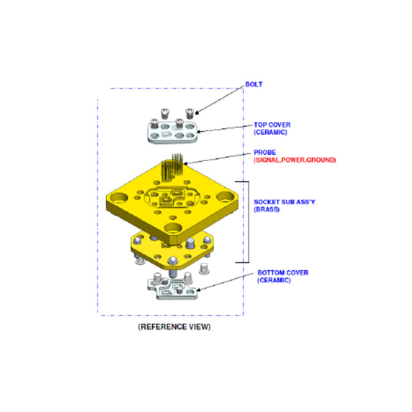 BOLT
TOP COVER
(CERAMIC)
PROBE
(SIGNAL,POWER,GROUND)
SOCKET SUB ASS'Y
(BRASS)
BOTTOM COVER
(CERAMIC)
(REFERENCE VIEW)